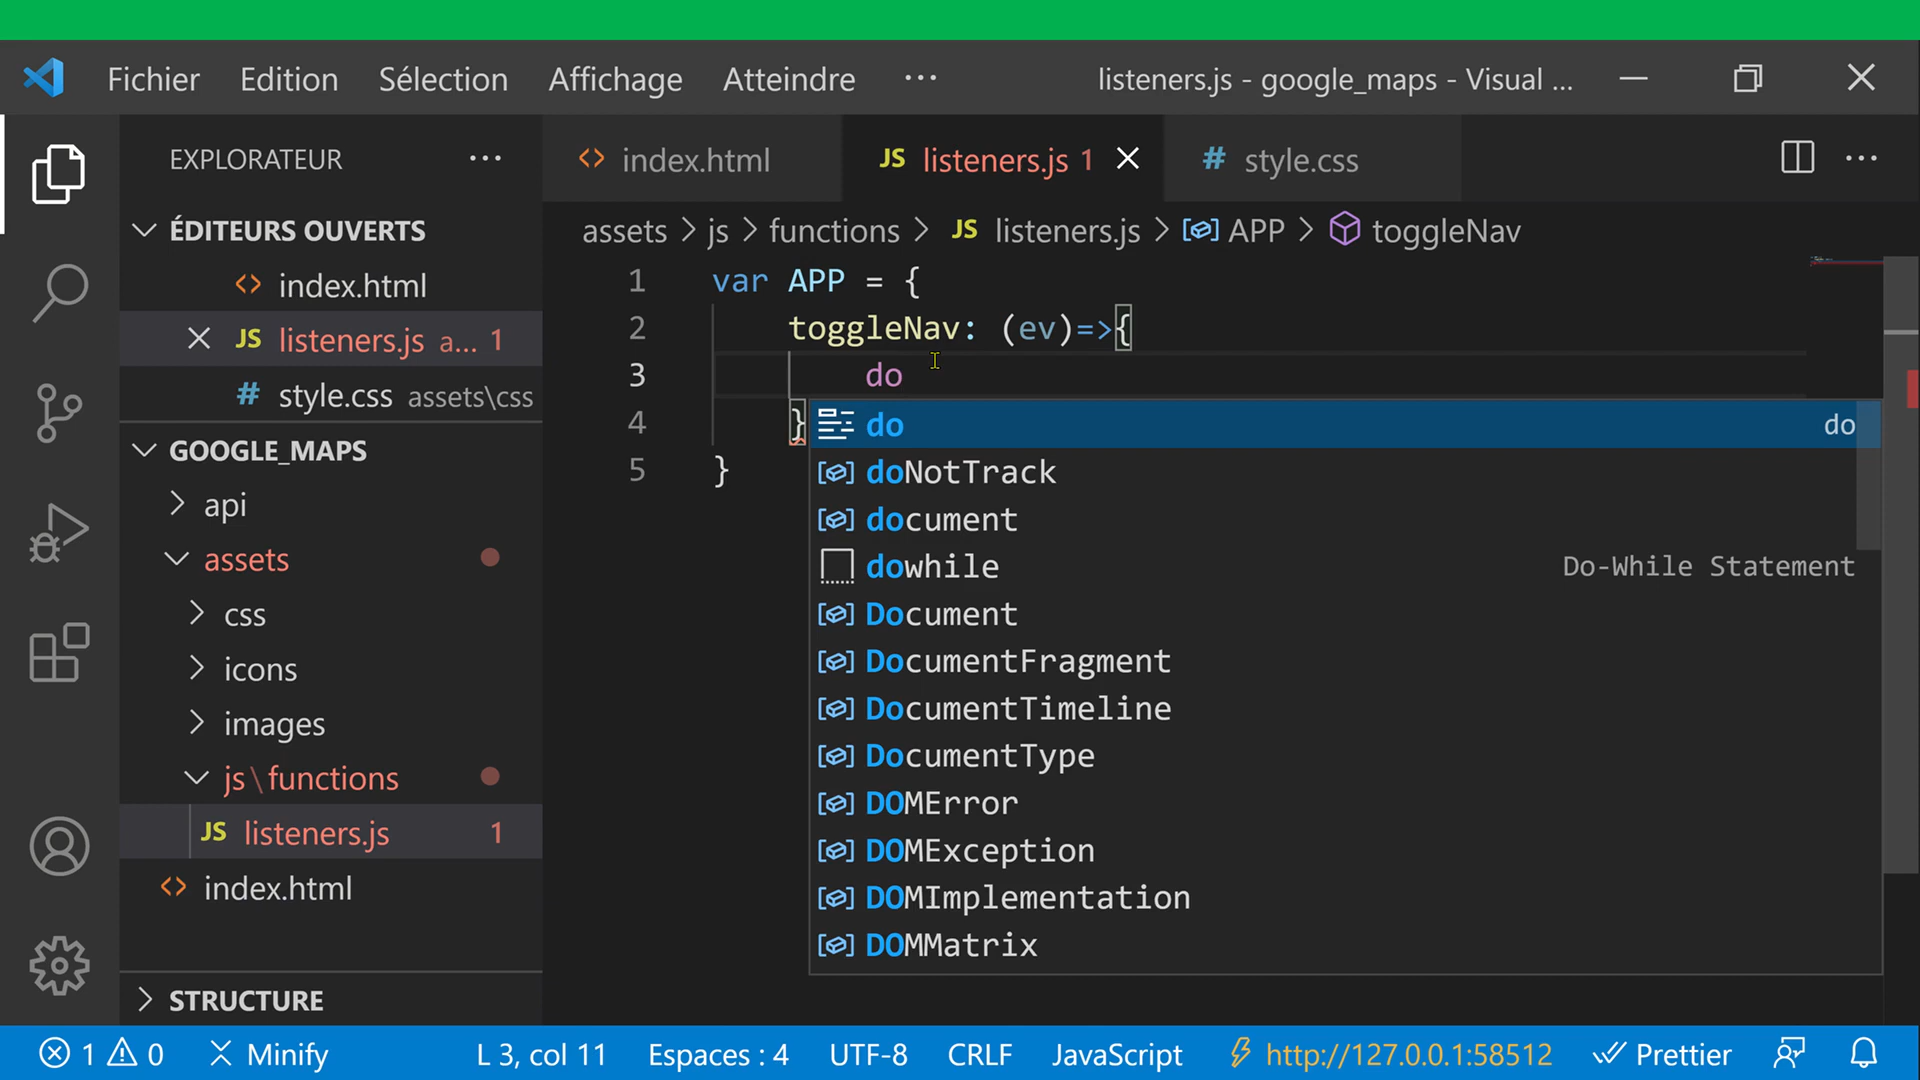 Fichier Edition Sélection Affichage Atteindre ··· listeners.js - google_maps - Visual ...
EXPLORATEUR ···
index.html
JS listeners.js 1
# style.css
ÉDITEURS OUVERTS
index.html
JS listeners.js a... 1
# style.css assets\css
GOOGLE_MAPS
api
assets
css
icons
images
js\functions
JS listeners.js 1
index.html
STRUCTURE
assets > js > functions > JS listeners.js > APP > toggleNav
1 var APP = {
2 toggleNav: (ev)=>{
3 do
4 }
5 }
do do
doNotTrack
document
dowhile Do-While Statement
Document
DocumentFragment
DocumentTimeline
DocumentType
DOMError
DOMException
DOMImplementation
DOMMatrix
1 0 Minify L 3, col 11 Espaces : 4 UTF-8 CRLF JavaScript http://127.0.0.1:58512 Prettier